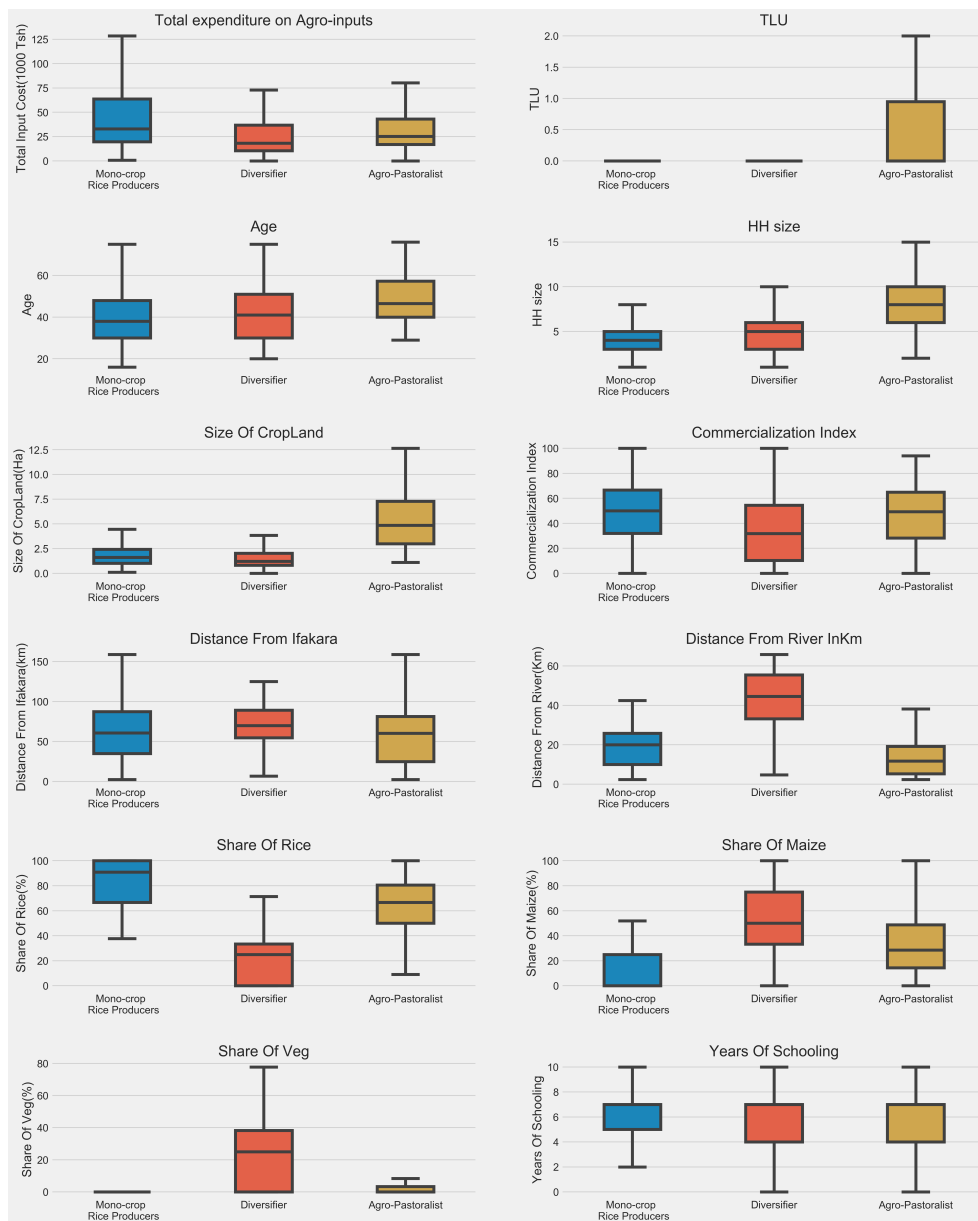 Total expenditure on Agro-inputs
Total Input Cost(1000 Tsh)
125
100
75
50
25
0
Mono-crop
Rice Producers
Diversifier
Agro-Pastoralist
TLU
TLU
2.0
1.5
1.0
0.5
0.0
Mono-crop
Rice Producers
Diversifier
Agro-Pastoralist
Age
Age
60
40
20
Mono-crop
Rice Producers
Diversifier
Agro-Pastoralist
HH size
HH size
15
10
5
Mono-crop
Rice Producers
Diversifier
Agro-Pastoralist
Size Of CropLand
Size Of CropLand(Ha)
12.5
10.0
7.5
5.0
2.5
0.0
Mono-crop
Rice Producers
Diversifier
Agro-Pastoralist
Commercialization Index
Commercialization Index
100
80
60
40
20
0
Mono-crop
Rice Producers
Diversifier
Agro-Pastoralist
Distance From Ifakara
Distance From Ifakara(km)
150
100
50
0
Mono-crop
Rice Producers
Diversifier
Agro-Pastoralist
Distance From River InKm
Distance From River(Km)
60
40
20
0
Mono-crop
Rice Producers
Diversifier
Agro-Pastoralist
Share Of Rice
Share Of Rice(%)
100
80
60
40
20
0
Mono-crop
Rice Producers
Diversifier
Agro-Pastoralist
Share Of Maize
Share Of Maize(%)
100
80
60
40
20
0
Mono-crop
Rice Producers
Diversifier
Agro-Pastoralist
Share Of Veg
Share Of Veg(%)
80
60
40
20
0
Mono-crop
Rice Producers
Diversifier
Agro-Pastoralist
Years Of Schooling
Years Of Schooling
10
8
6
4
2
0
Mono-crop
Rice Producers
Diversifier
Agro-Pastoralist